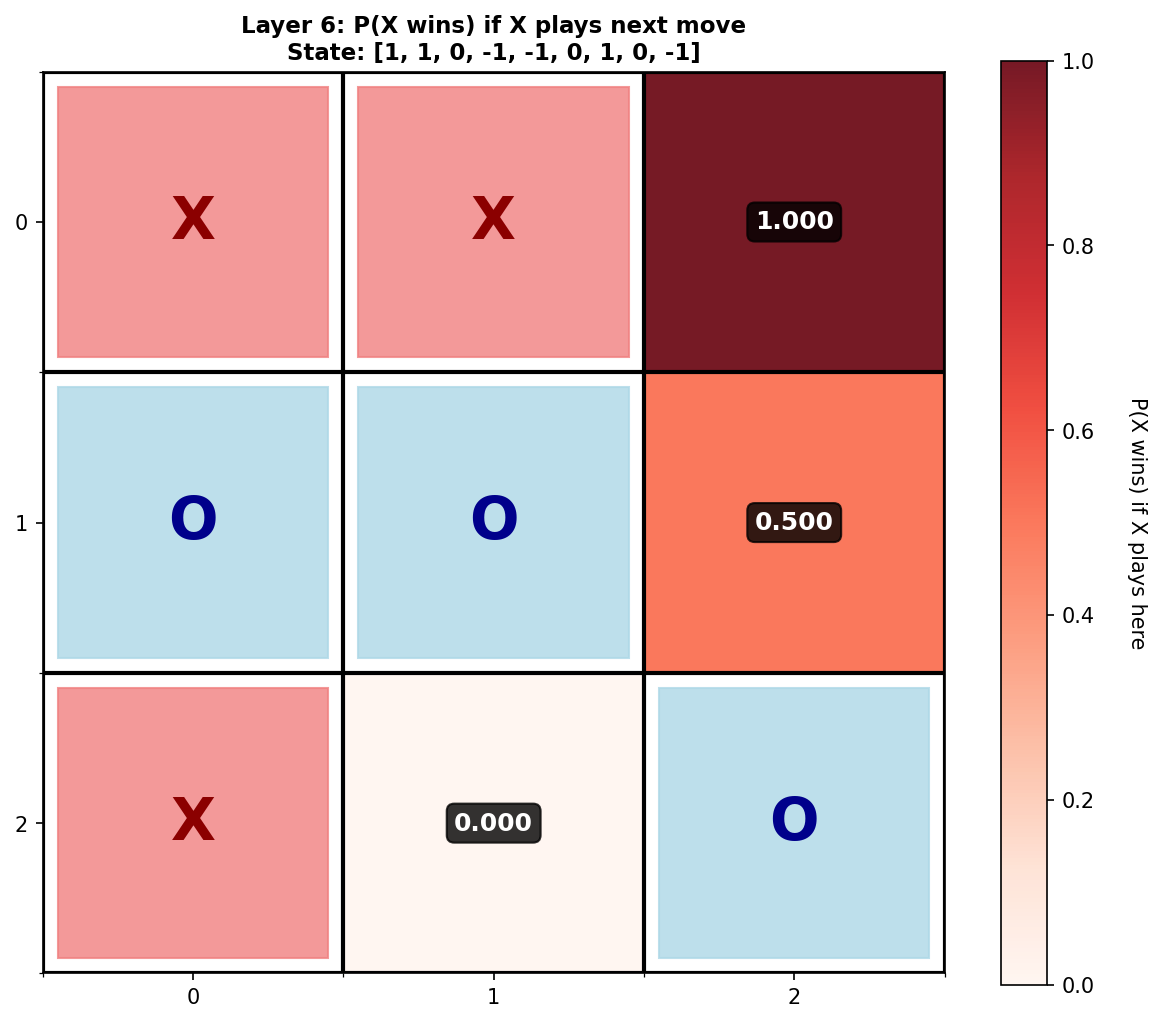 Layer 6: P(X wins) if X plays next move
State: [1, 1, 0, -1, -1, 0, 1, 0, -1]
0
X
X
1.000
1
O
O
0.500
2
X
0.000
O
0
1
2
1.0
0.8
0.6
0.4
0.2
0.0
P(X wins) if X plays here